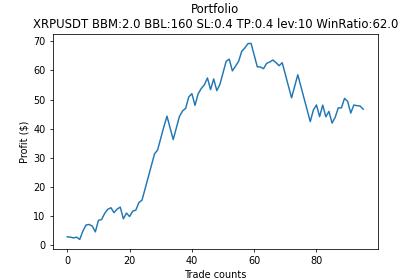 Portfolio
XRPUSDT BBM:2.0 BBL:160 SL:0.4 TP:0.4 lev:10 WinRatio:62.0
70
60
50
40
30
20
10
0
Profit ($)
0 20 40 60 80
Trade counts